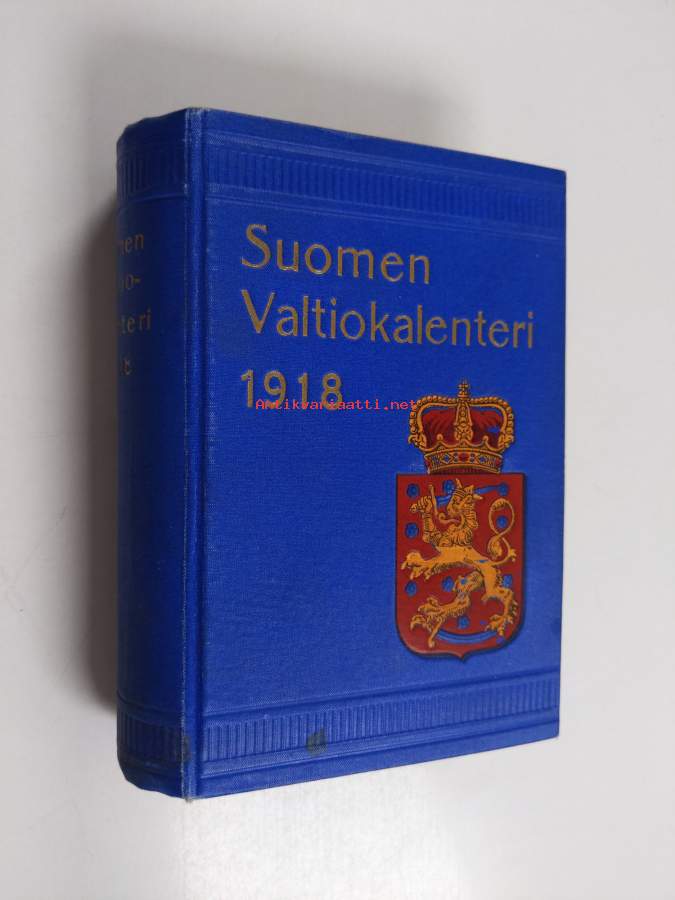 Suomen
Valtiokalenteri
1918
Antikvariaatti.net